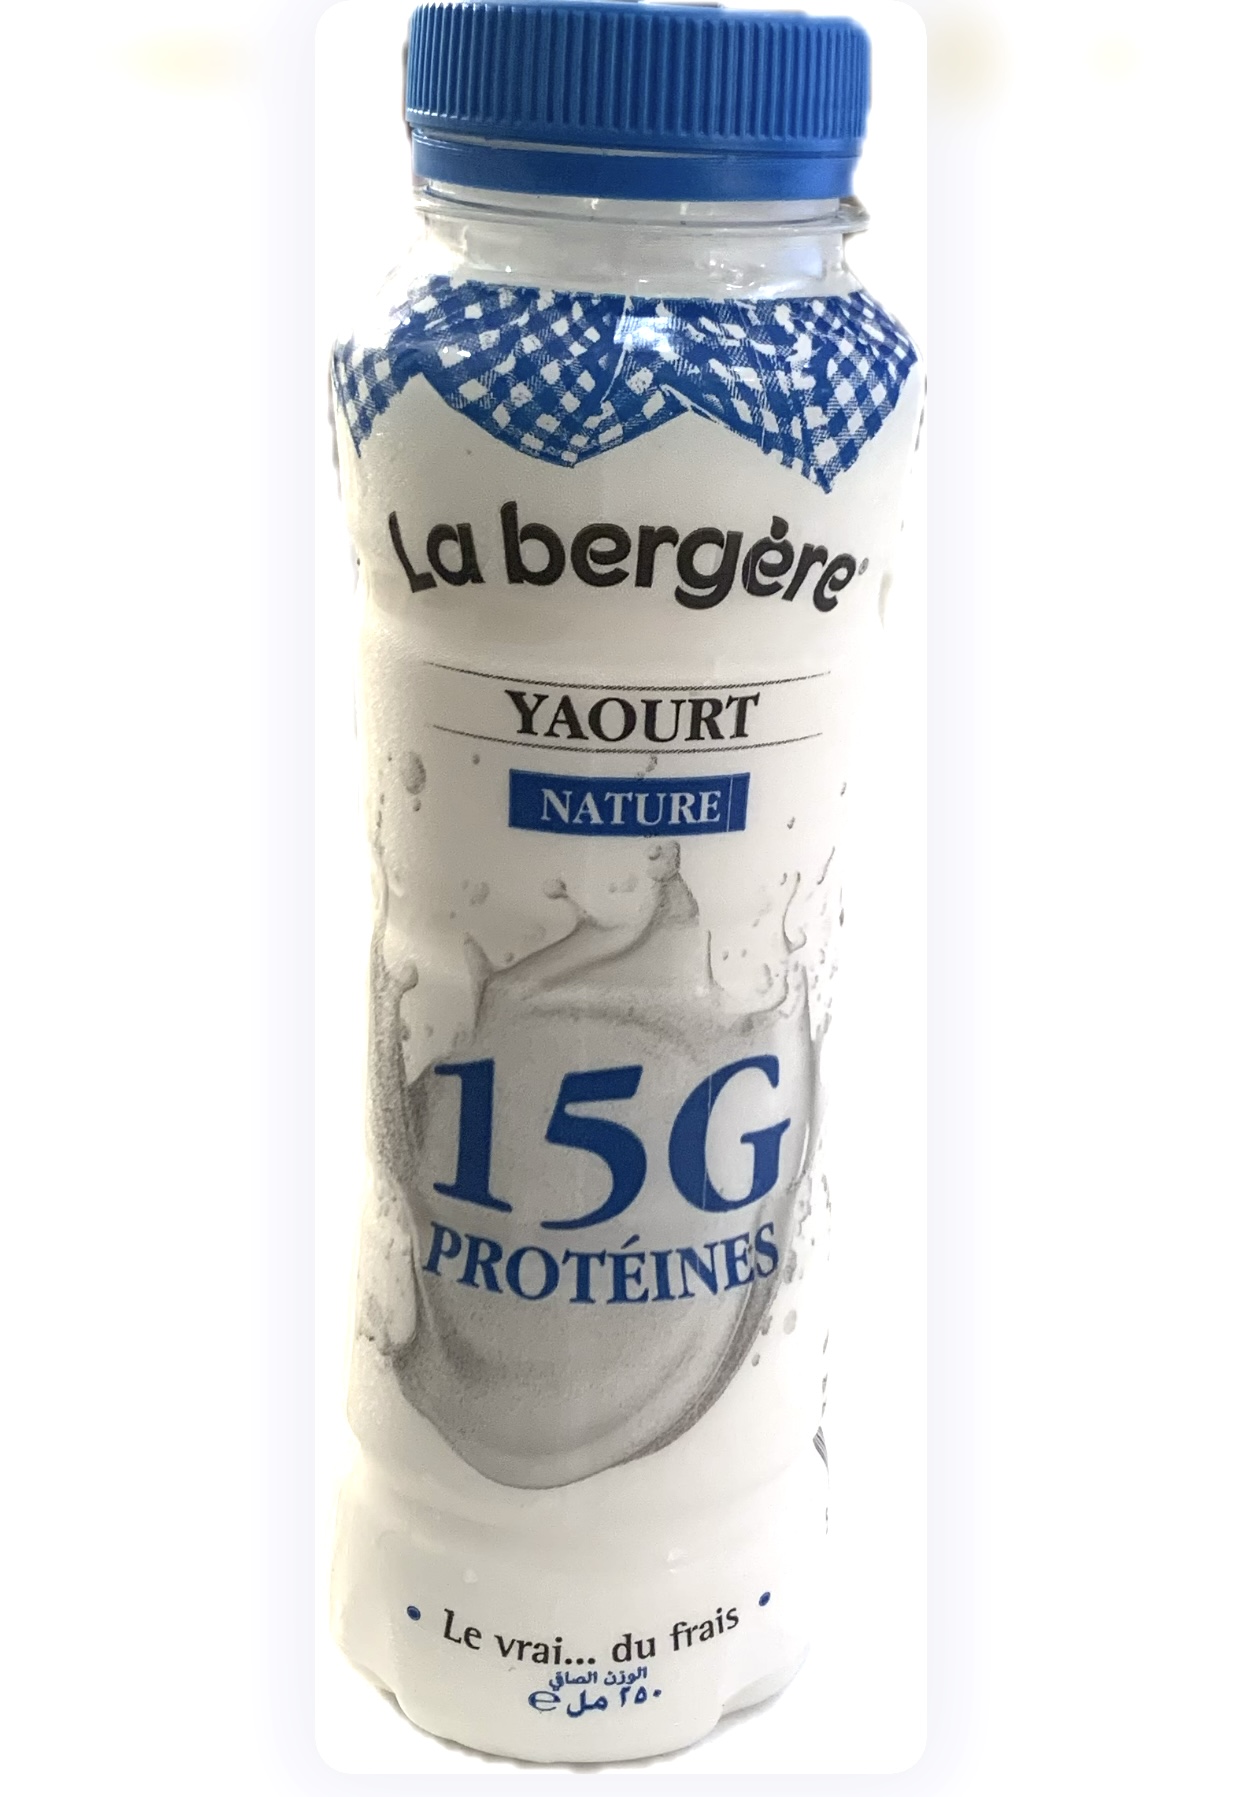 La bergère
YAOURT
NATURE
15G
PROTÉINES
• Le vrai... du frais •
الوزن الصافي
٢٥٠ مل e